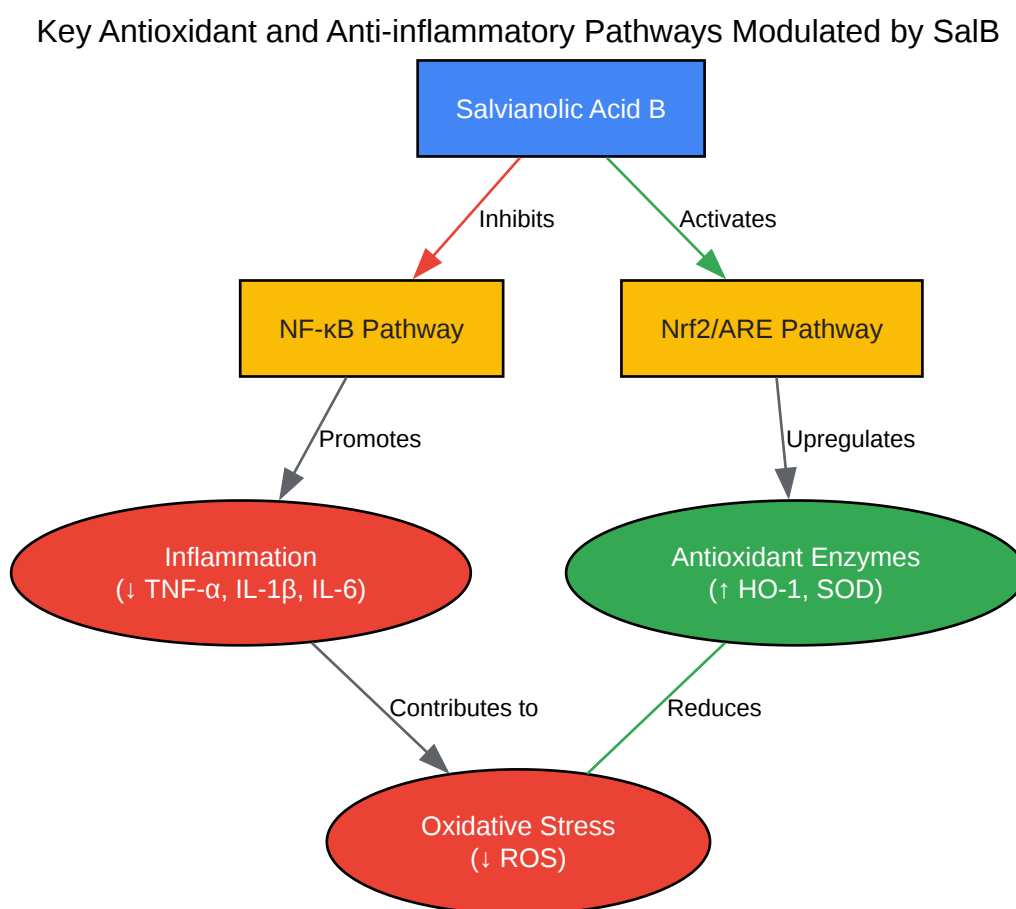 Key Antioxidant and Anti-inflammatory Pathways Modulated by SalB
Salvianolic Acid B
Inhibits
Activates
NF-κB Pathway
Nrf2/ARE Pathway
Promotes
Upregulates
Inflammation
(↓ TNF-α, IL-1β, IL-6)
Antioxidant Enzymes
(↑ HO-1, SOD)
Contributes to
Reduces
Oxidative Stress
(↓ ROS)